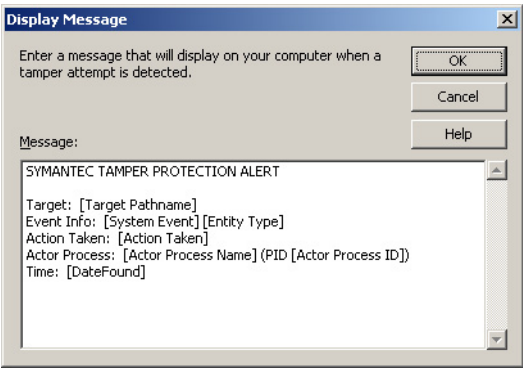 Display Message
Enter a message that will display on your computer when a
tamper attempt is detected.
OK
Cancel
Help
Message:
SYMANTEC TAMPER PROTECTION ALERT
Target:  [Target Pathname]
Event Info:  [System Event] [Entity Type]
Action Taken:  [Action Taken]
Actor Process:  [Actor Process Name] (PID [Actor Process ID])
Time:  [DateFound]